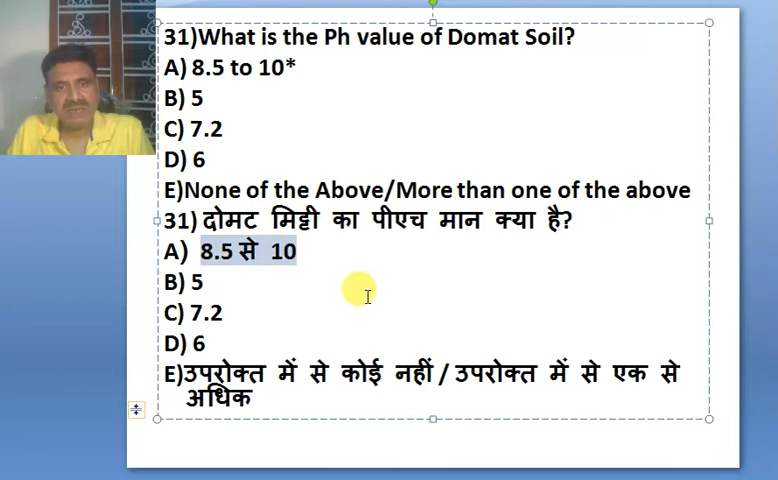 31)What is the Ph value of Domat Soil?
A) 8.5 to 10*
B) 5
C) 7.2
D) 6
E)None of the Above/More than one of the above
31) दोमट मिट्टी का पीएच मान क्या है?
A) 8.5 से 10
B) 5
C) 7.2
D) 6
E)उपरोक्त में से कोई नहीं / उपरोक्त में से एक से
अधिक